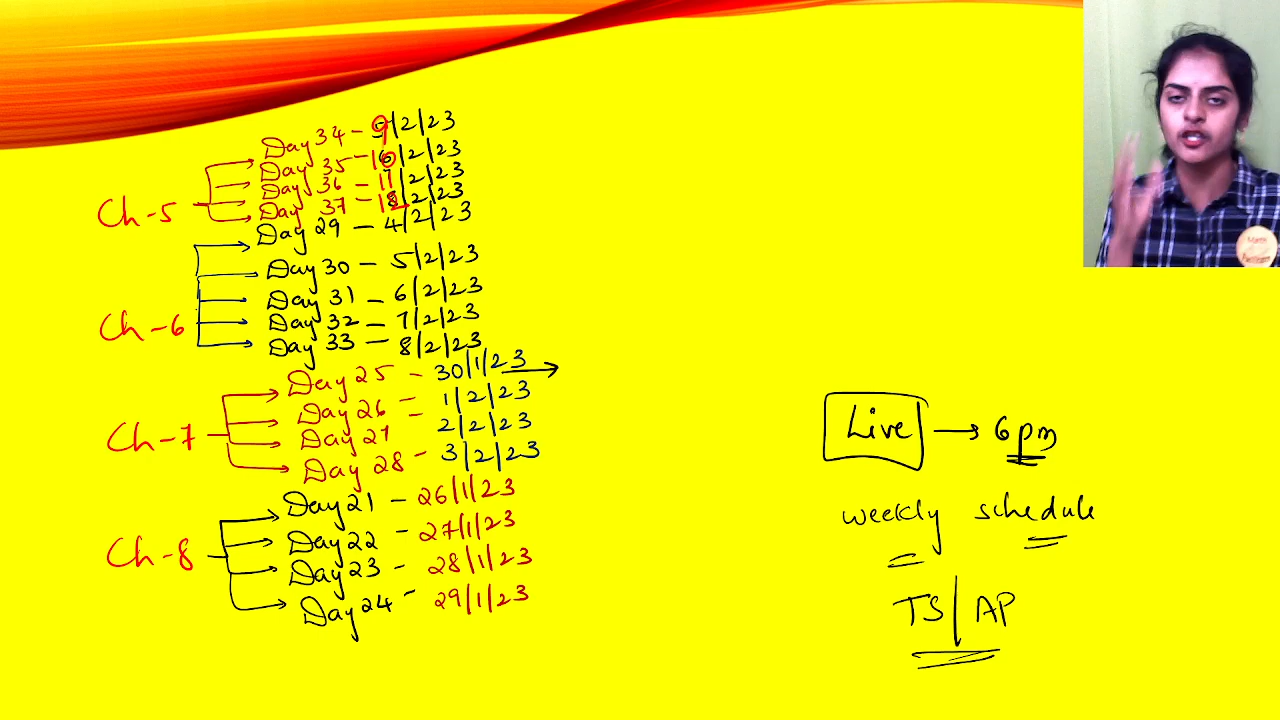 Day 34 - 9/2/23
Day 35 - 10/2/23
Day 36 - 11/2/23
Ch-5
Day 37 - 12/2/23
Day 29 - 4/2/23
Day 30 - 5/2/23
Day 31 - 6/2/23
Ch-6
Day 32 - 7/2/23
Day 33 - 8/2/23
Day 25 - 30/1/23
Day 26 - 1/2/23
Ch-7
Day 27 - 2/2/23
Day 28 - 3/2/23
Day 21 - 26/1/23
Day 22 - 27/1/23
Ch-8
Day 23 - 28/1/23
Day 24 - 29/1/23
Live → 6pm
weekly schedule
TS | AP